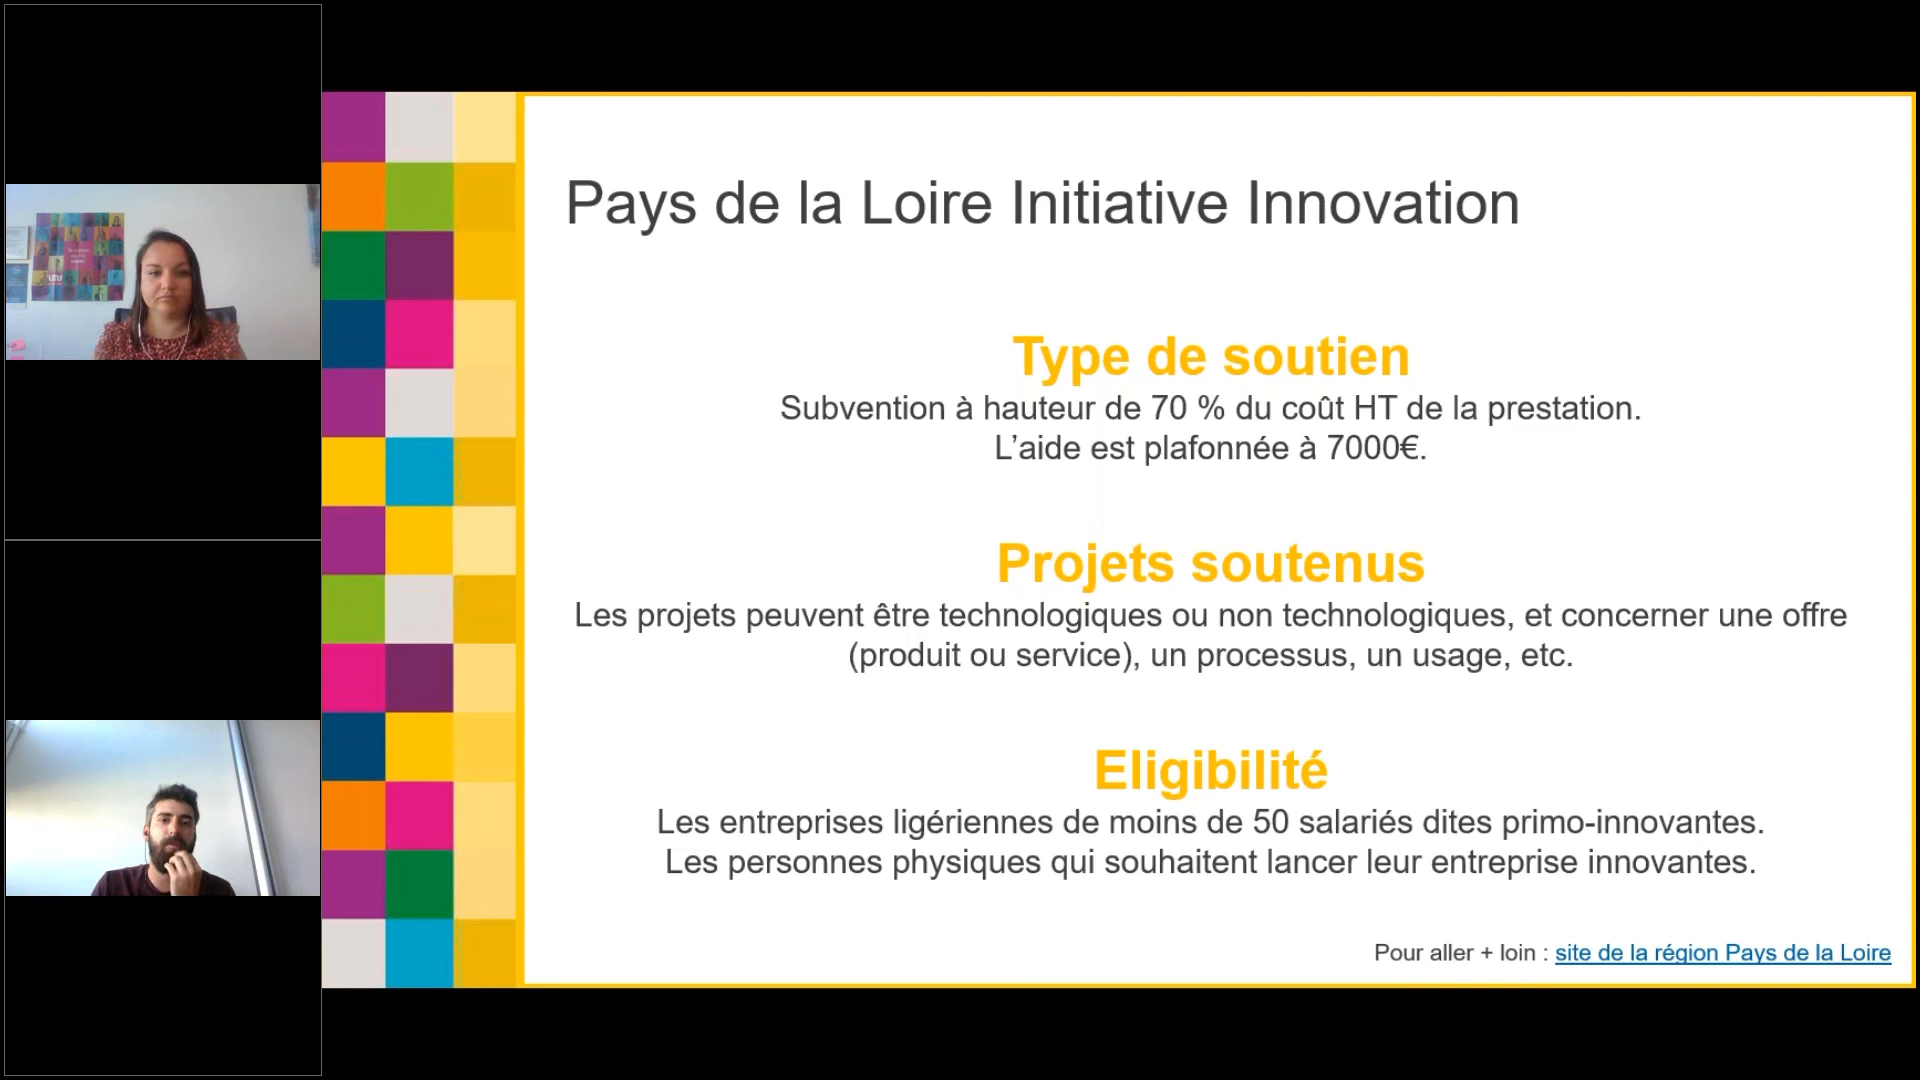 Pays de la Loire Initiative Innovation
Type de soutien
Subvention à hauteur de 70 % du coût HT de la prestation.
L’aide est plafonnée à 7000€.
Projets soutenus
Les projets peuvent être technologiques ou non technologiques, et concerner une offre
(produit ou service), un processus, un usage, etc.
Eligibilité
Les entreprises ligériennes de moins de 50 salariés dites primo-innovantes.
Les personnes physiques qui souhaitent lancer leur entreprise innovantes.
Pour aller + loin : site de la région Pays de la Loire